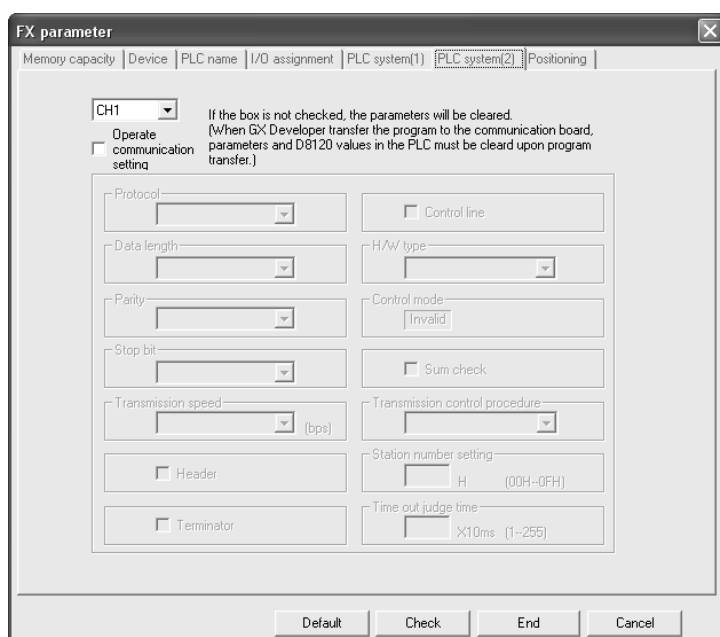 FX parameter
Memory capacity Device PLC name I/O assignment PLC system(1) PLC system(2) Positioning
CH1
If the box is not checked, the parameters will be cleared.
(When GX Developer transfer the program to the communication board,
parameters and D8120 values in the PLC must be cleard upon program
transfer.)
Operate
communication
setting
Protocol
Control line
Data length
H/W type
Parity
Control mode
Invalid
Stop bit
Sum check
Transmission speed
(bps)
Transmission control procedure
Header
Station number setting
H (00H--0FH)
Terminator
Time out judge time
X10ms (1--255)
Default Check End Cancel